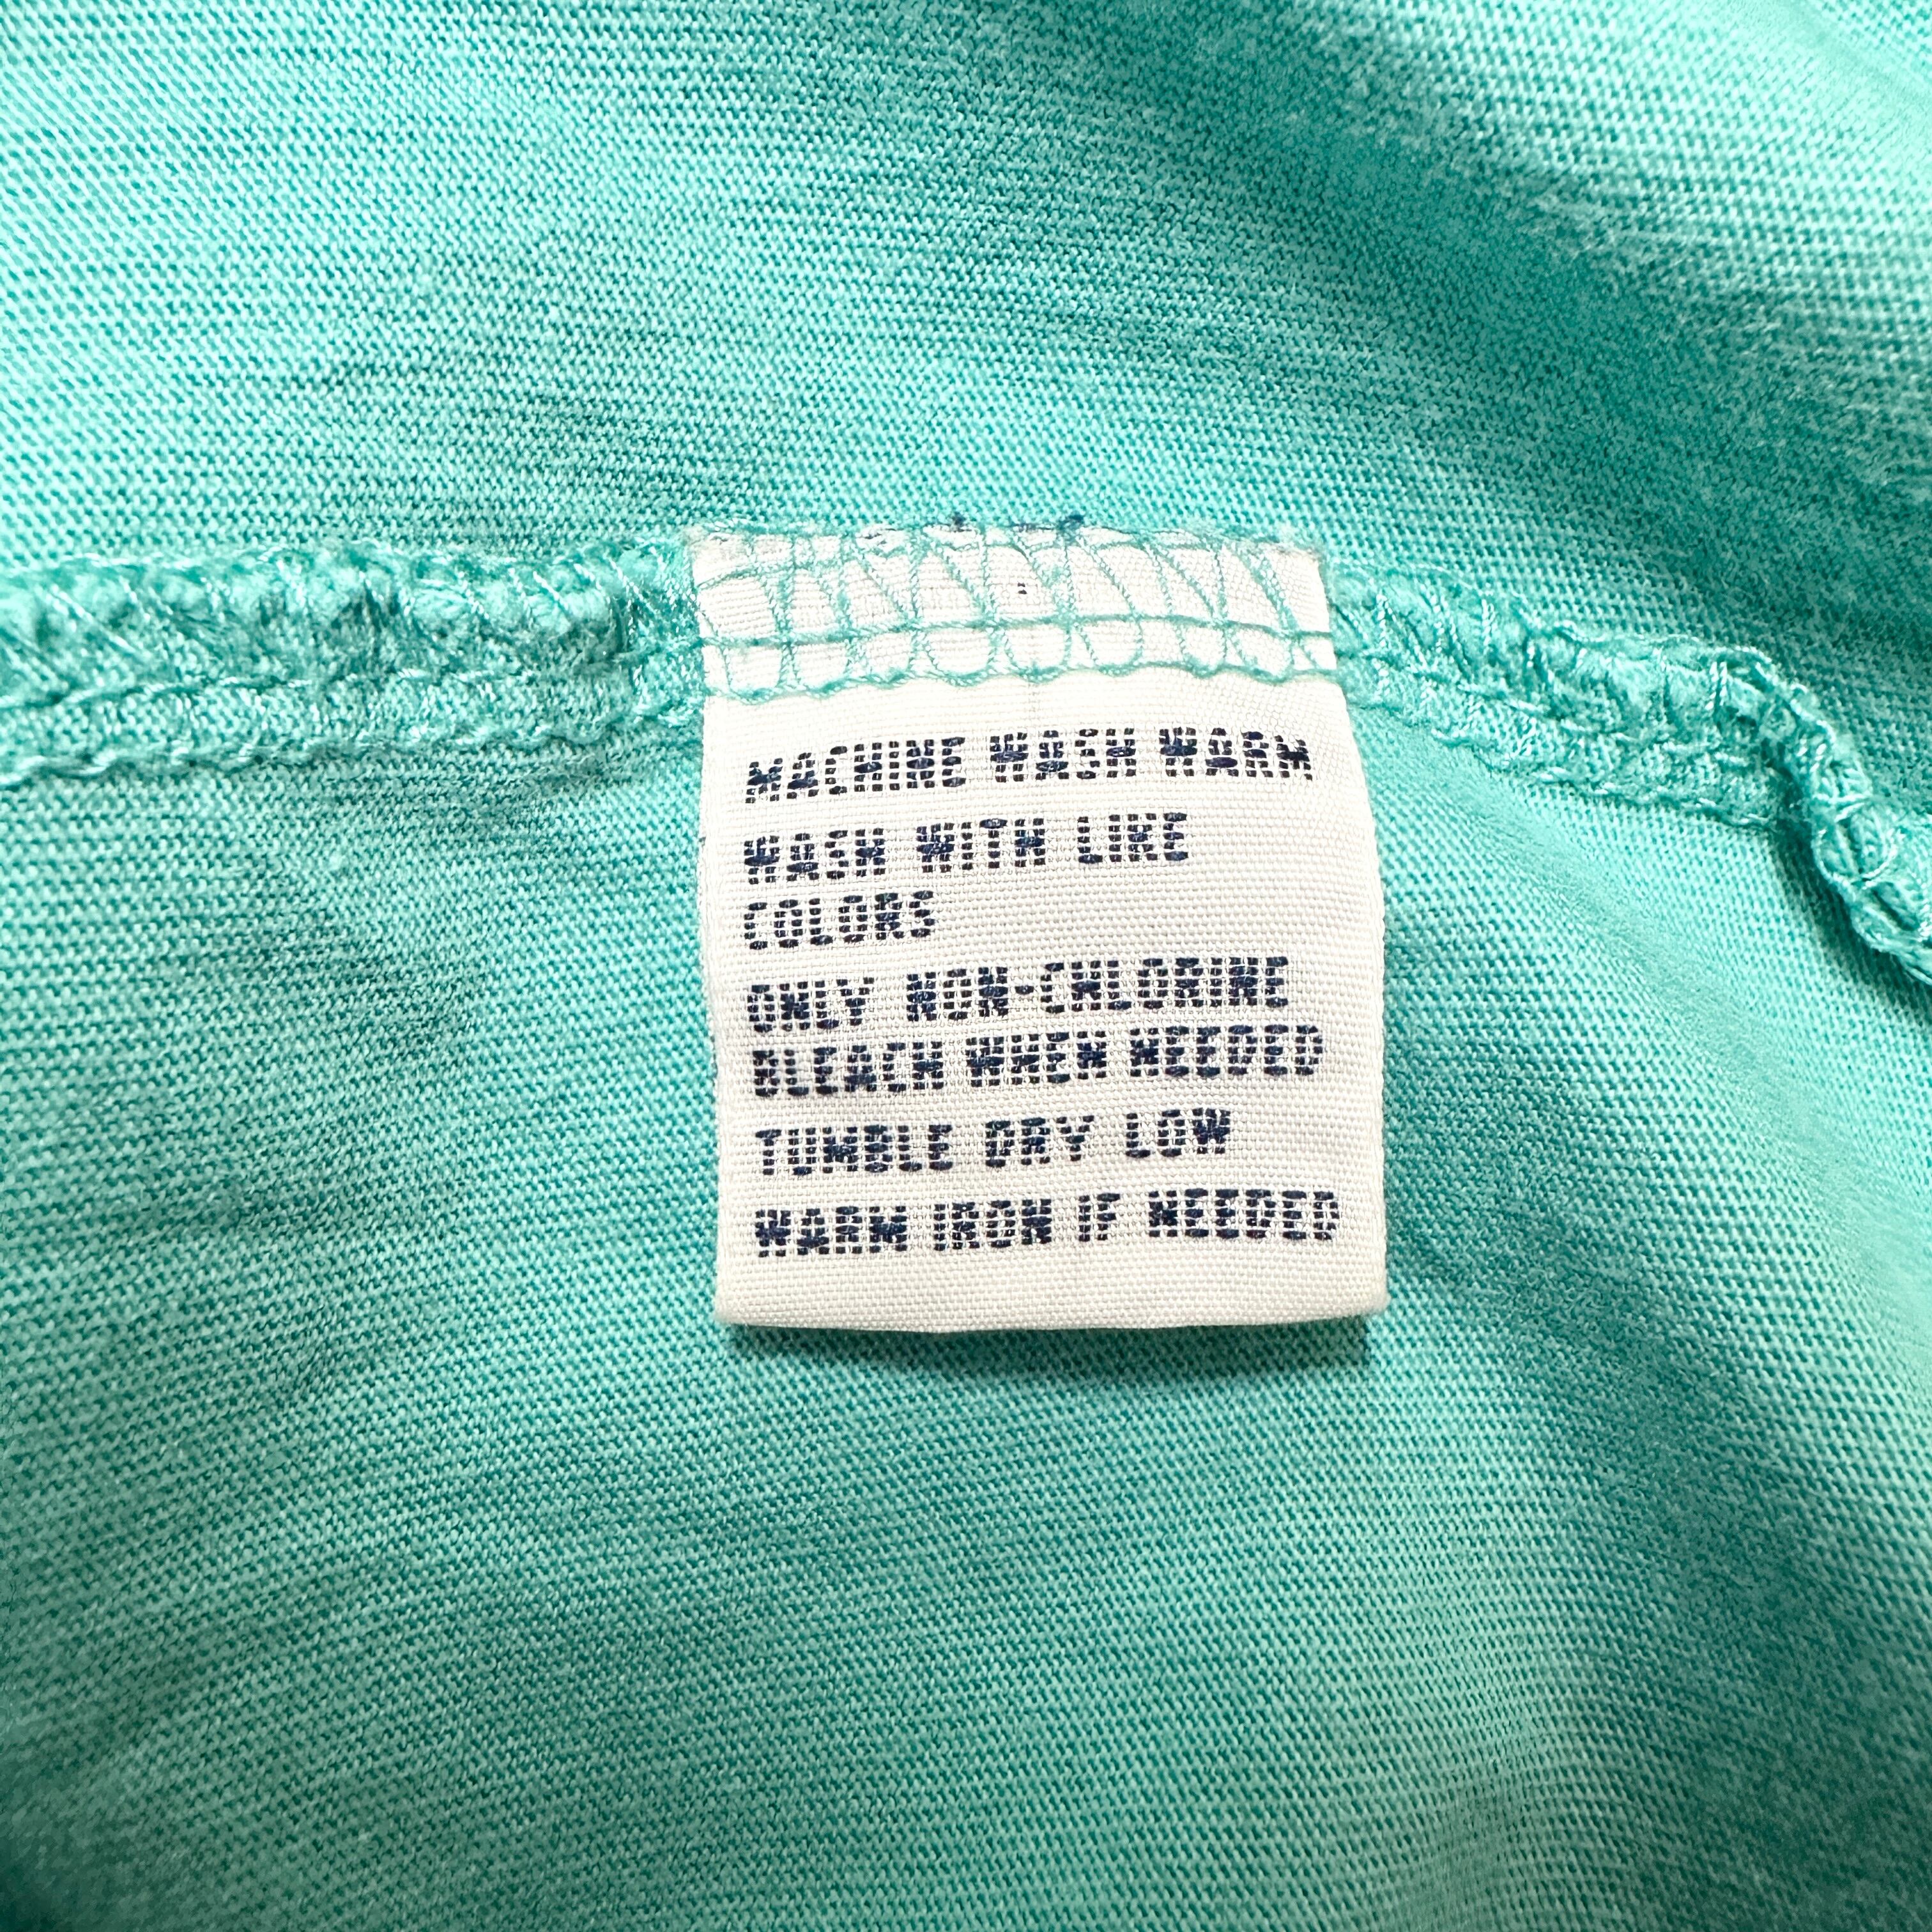 MACHINE WASH WARM
WASH WITH LIKE
COLORS
ONLY NON-CHLORINE
BLEACH WHEN NEEDED
TUMBLE DRY LOW
WARM IRON IF NEEDED